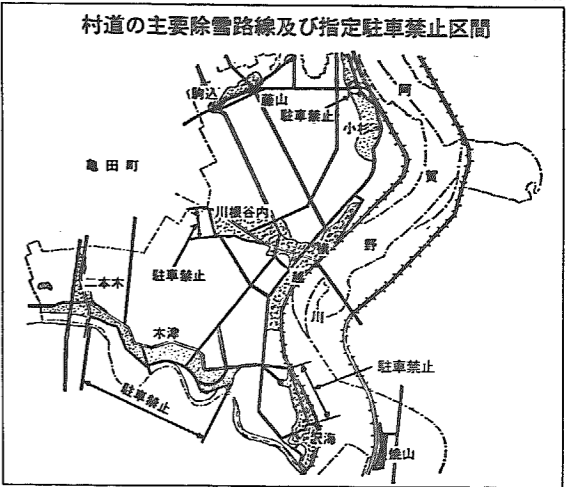 村道の主要除雪路線及び指定駐車禁止区間
駒込
藤山
駐車禁止
小杉
阿
賀
野
川
亀田町
川根谷内
横
越
駐車禁止
二本木
木津
駐車禁止
駐車禁止
沢海
焼山